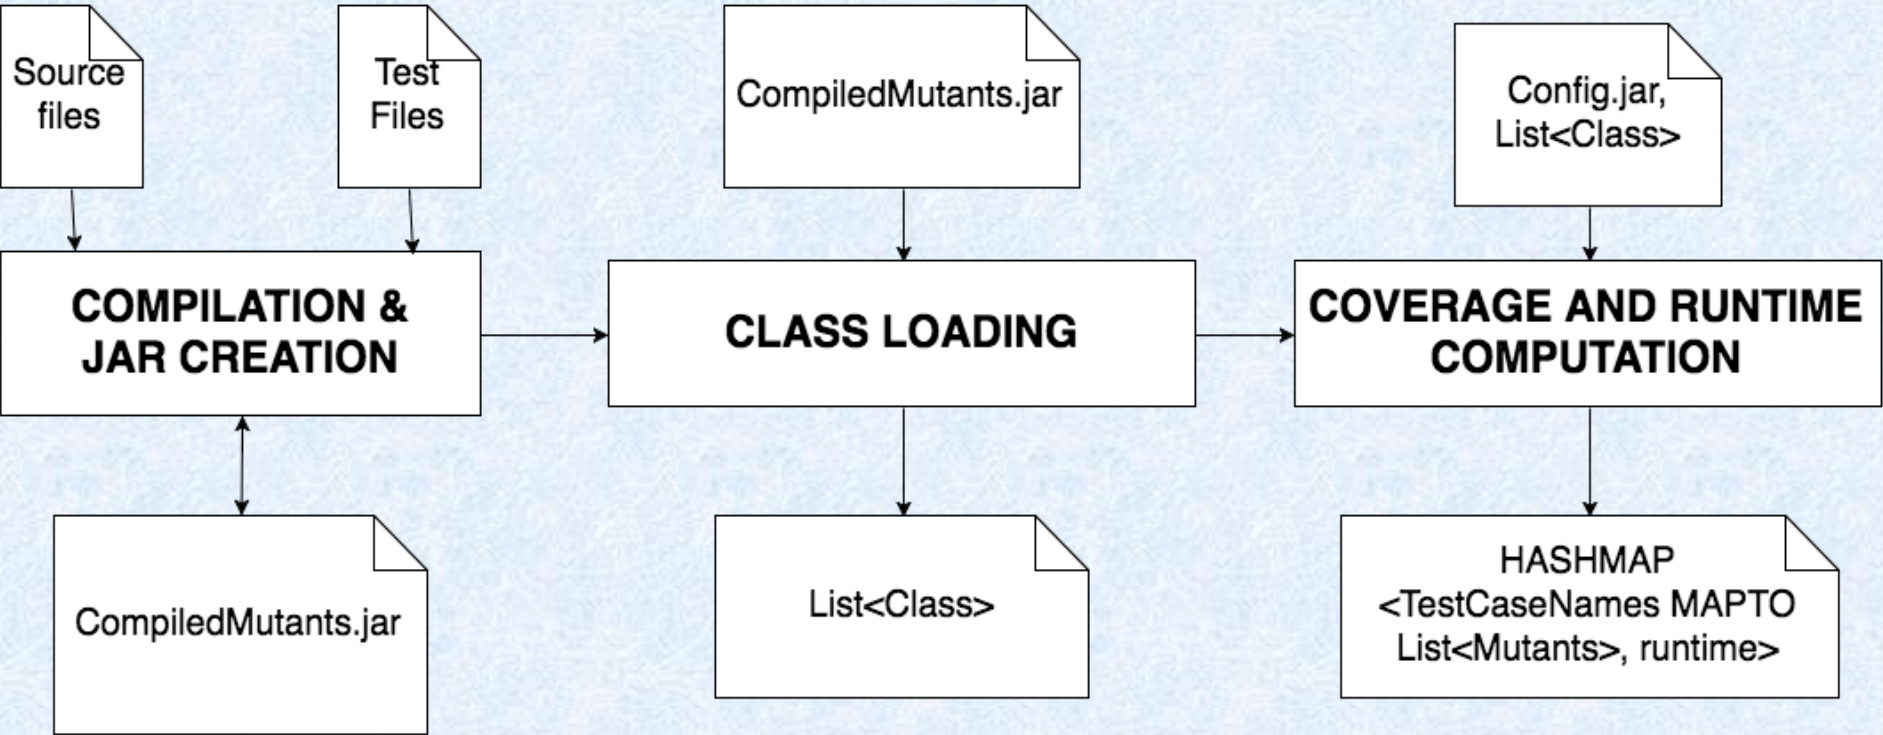 Source
files
Test
Files
CompiledMutants.jar
Config.jar,
List<Class>
COMPILATION &
JAR CREATION
CLASS LOADING
COVERAGE AND RUNTIME
COMPUTATION
CompiledMutants.jar
List<Class>
HASHMAP
<TestCaseNames MAPTO
List<Mutants>, runtime>